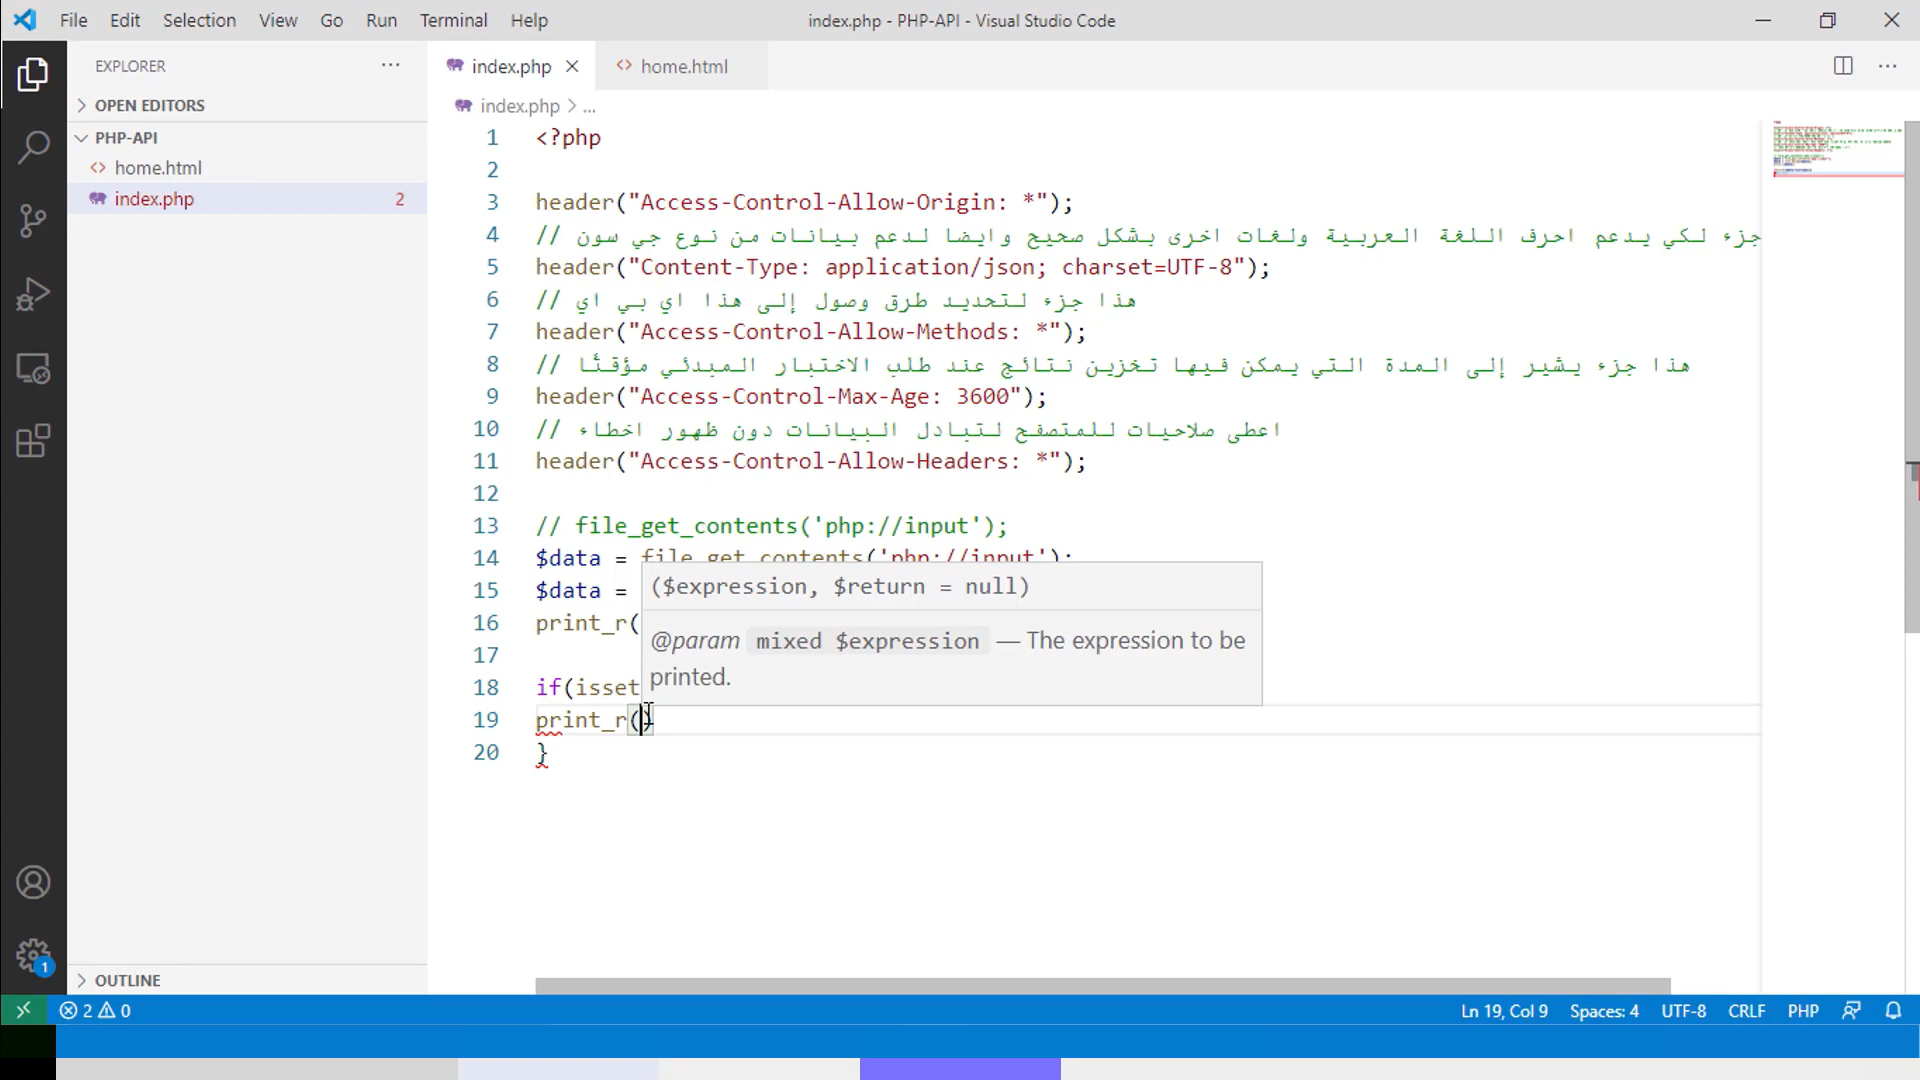 File Edit Selection View Go Run Terminal Help
index.php - PHP-API - Visual Studio Code
EXPLORER
index.php
home.html
OPEN EDITORS
index.php > ...
PHP-API
home.html
index.php 2
1 <?php
2
3 header("Access-Control-Allow-Origin: *");
4 // جزء لكي يدعم احرف اللغة العربية ولغات اخرى بشكل صحيح وايضا لدعم بيانات من نوع جي سون
5 header("Content-Type: application/json; charset=UTF-8");
6 // هذا جزء لتحديد طرق وصول إلى هذا اي بي اي
7 header("Access-Control-Allow-Methods: *");
8 // هذا جزء يشير إلى المدة التي يمكن فيها تخزين نتائج عند طلب الاختبار المبدئي مؤقتًا
9 header("Access-Control-Max-Age: 3600");
10 // اعطى صلاحيات للمتصفح لتبادل البيانات دون ظهور اخطاء
11 header("Access-Control-Allow-Headers: *");
12
13 // file_get_contents('php://input');
14 $data = file_get_contents('php://input');
15 $data =
($expression, $return = null)
16 print_r(
@param mixed $expression — The expression to be
printed.
17
18 if(isset
19 print_r()
20 }
OUTLINE
2 0
Ln 19, Col 9 Spaces: 4 UTF-8 CRLF PHP
1